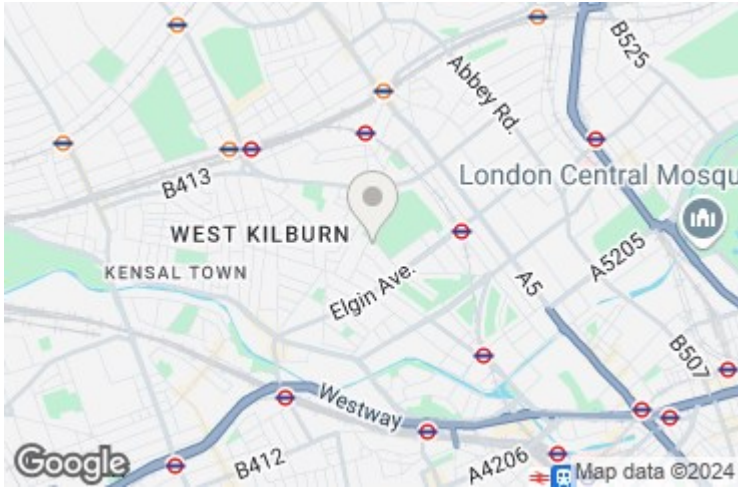 B525
Abbey Rd.
B413
London Central Mosqu
WEST KILBURN
KENSAL TOWN
A5205
Elgin Ave.
A5
B507
Westway
B412
A4206
Google
Map data ©2024